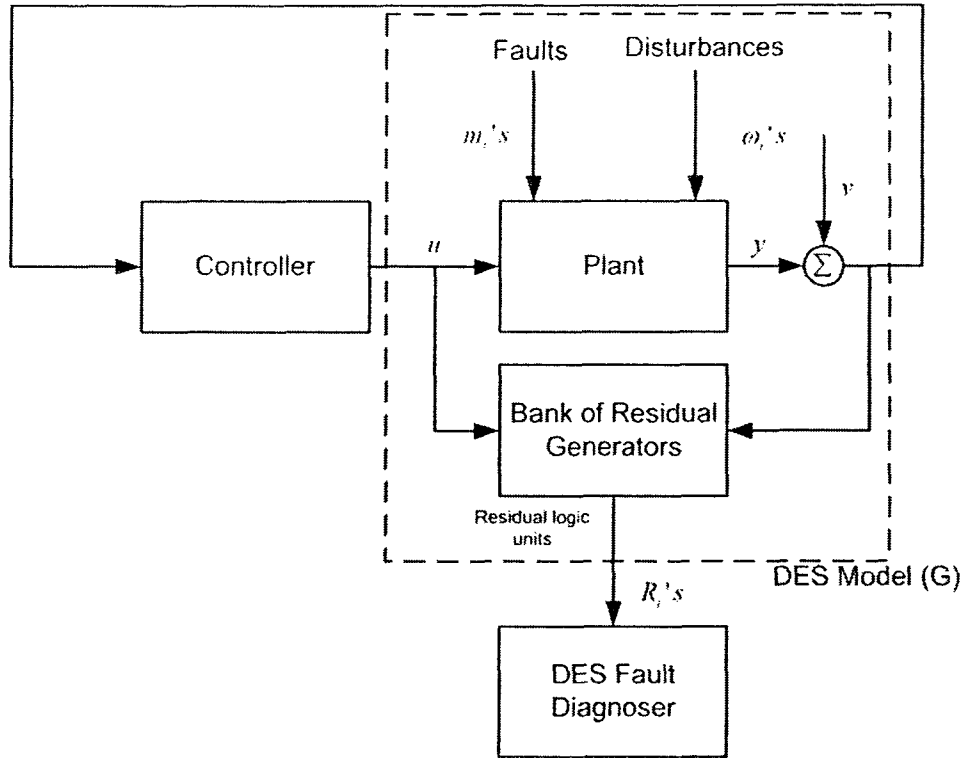 Faults
Disturbances
m_i's
ω_i's
v
Controller
u
Plant
y
Σ
Bank of Residual
Generators
Residual logic
units
DES Model (G)
R_i's
DES Fault
Diagnoser